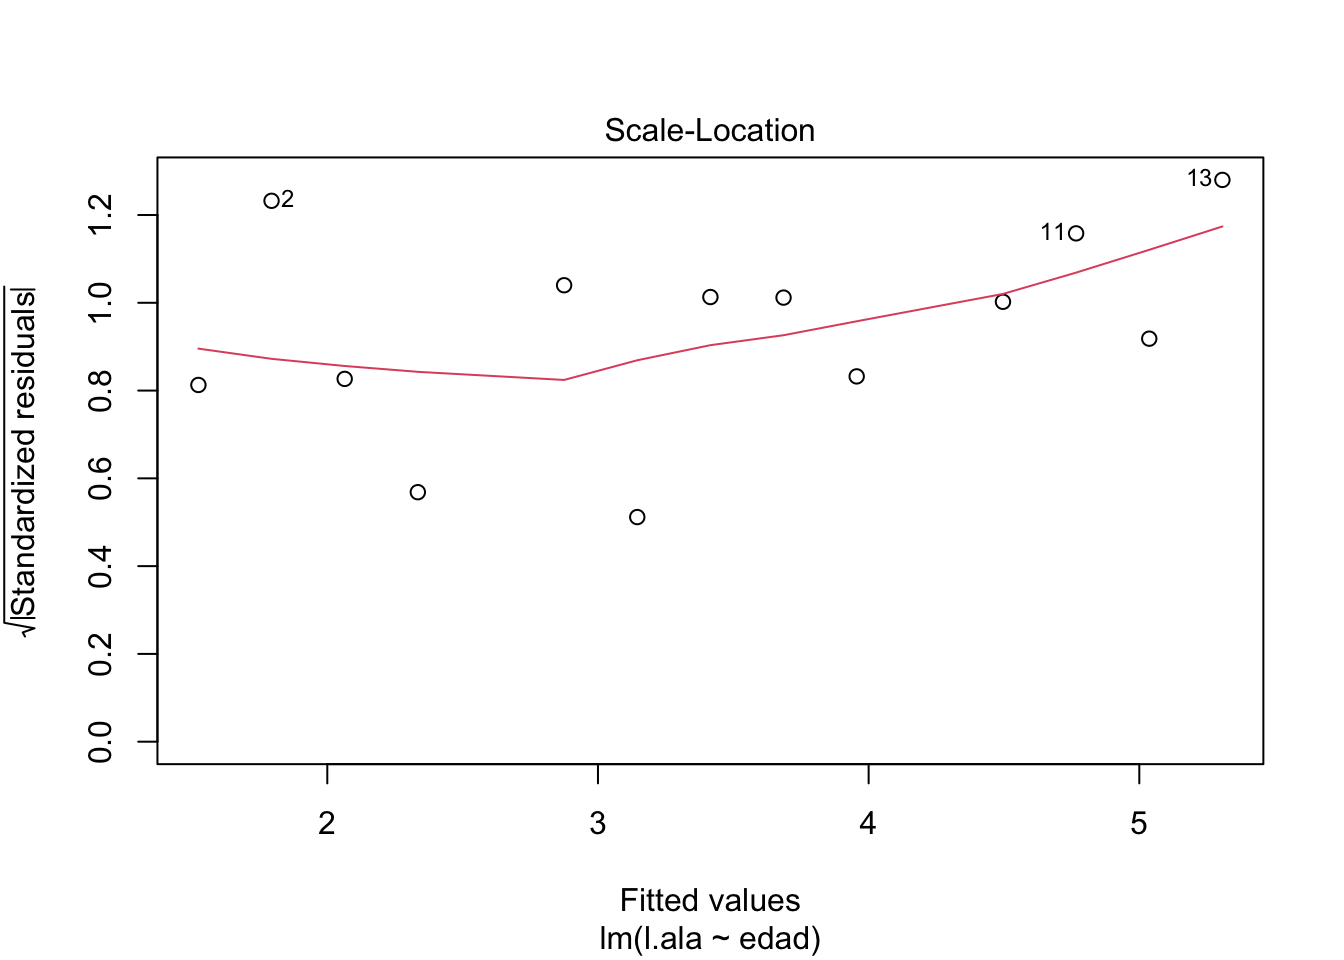 Scale-Location
√|Standardized residuals|
0.0 0.2 0.4 0.6 0.8 1.0 1.2
2
11
13
2 3 4 5
Fitted values
lm(l.ala ~ edad)